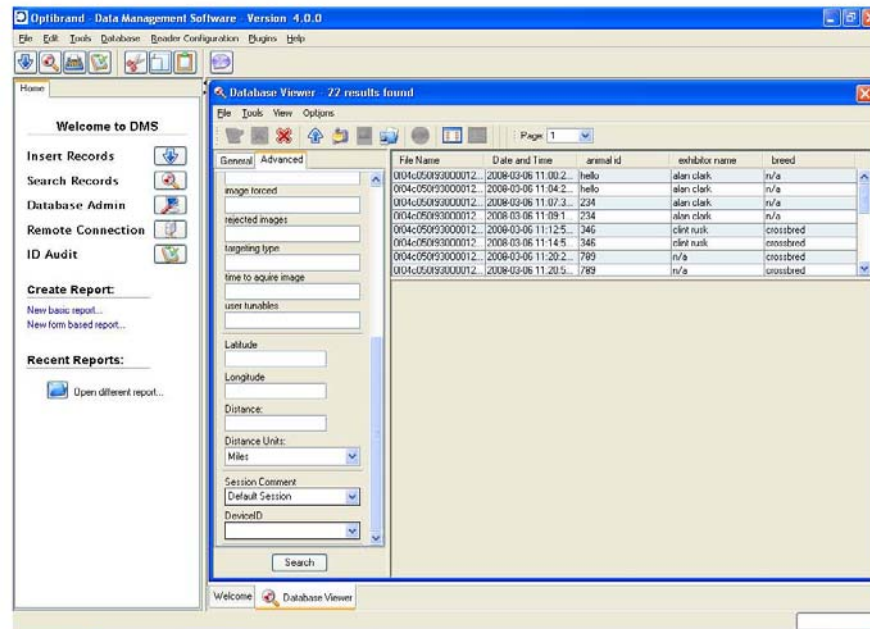 Optibrand - Data Management Software - Version 4.0.0
File Edit Tools Database Reader Configuration Plugins Help
Home
Welcome to DMS
Insert Records
Search Records
Database Admin
Remote Connection
ID Audit
Create Report:
New basic report...
New form based report...
Recent Reports:
Open different report...
Database Viewer - 22 results found
File Tools View Options
Page: 1
General Advanced
image forced
rejected images
targeting type
time to aquire image
user tunables
Latitude
Longitude
Distance:
Distance Units:
Miles
Session Comment
Default Session
DeviceID
Search
File Name Date and Time animal id exhibitor name breed
0f04c050f93000012... 2008-03-06 11:00:2... hello alan clark n/a
0f04c050f93000012... 2008-03-06 11:04:2... hello alan clark n/a
0f04c050f93000012... 2008-03-06 11:07:3... 234 alan clark n/a
0f04c050f93000012... 2008-03-06 11:09:1... 234 alan clark n/a
0f04c050f93000012... 2008-03-06 11:12:5... 346 clint rusk crossbred
0f04c050f93000012... 2008-03-06 11:14:5... 346 clint rusk crossbred
0f04c050f93000012... 2008-03-06 11:20:2... 789 n/a crossbred
0f04c050f93000012... 2008-03-06 11:20:5... 789 n/a crossbred
Welcome Database Viewer